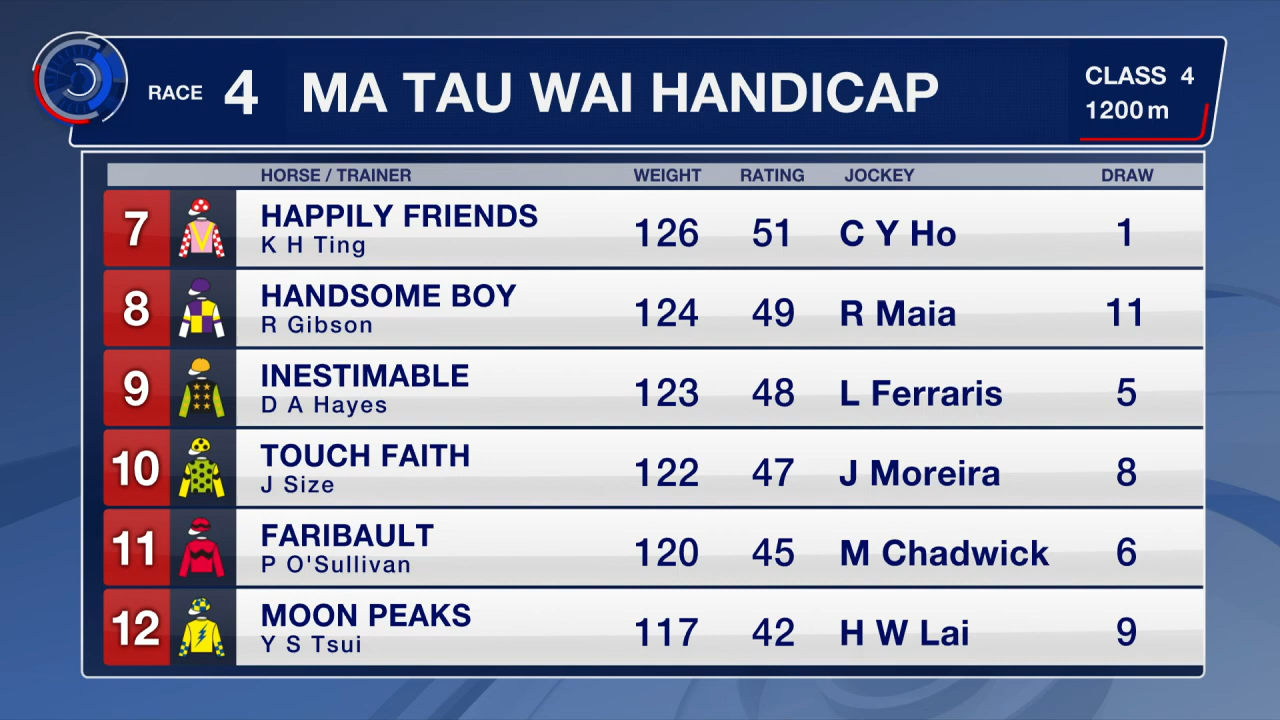 RACE 4 MA TAU WAI HANDICAP
CLASS 4
1200m
HORSE / TRAINER WEIGHT RATING JOCKEY DRAW
7 HAPPILY FRIENDS 126 51 C Y Ho 1
K H Ting
8 HANDSOME BOY 124 49 R Maia 11
R Gibson
9 INESTIMABLE 123 48 L Ferraris 5
D A Hayes
10 TOUCH FAITH 122 47 J Moreira 8
J Size
11 FARIBAULT 120 45 M Chadwick 6
P O'Sullivan
12 MOON PEAKS 117 42 H W Lai 9
Y S Tsui